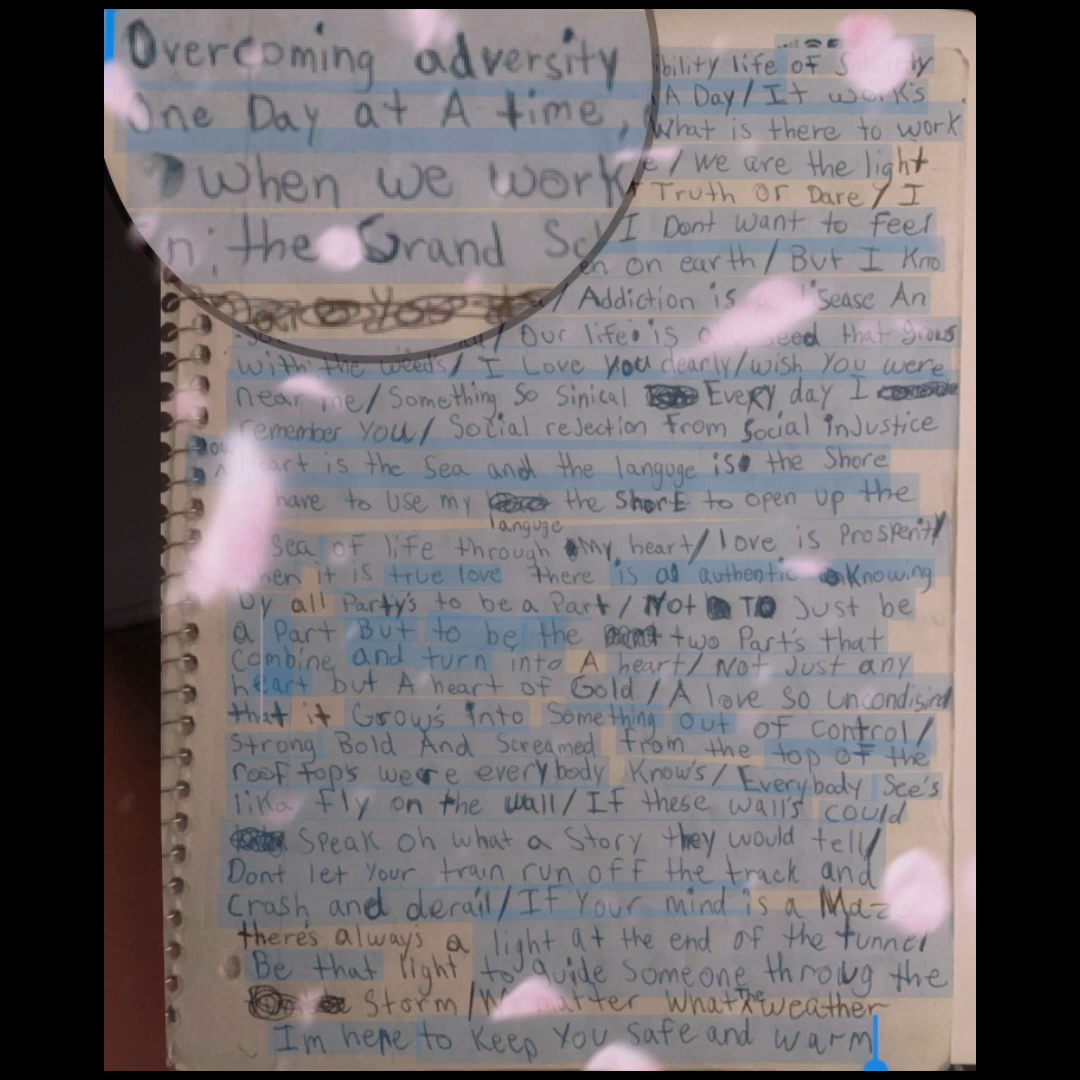 Overcoming adversity bility life of
One Day at A time, A Day/It works
when we work What is there to work
In the Grand e/We are the light
Truth or Dare/I
I Dont want to Feel
en on earth/But I Kno
/Addiction is a Disease An
/Our life is a seed that grows
with the weeds/I Love you dearly/wish You were
near me/Something So Sinical Every day I
remember You/Social rejection from Social inJustice
heart is the Sea and the languge is the Shore
have to Use my languge the ShorE to open up the
sea of life through My heart/love is Prosperity
when it is true love there is a authentic Knowing
by all Party's to be a Part/Not To Just be
a Part But to be the two Part's that
combine and turn into A heart/Not Just any
heart but A heart of Gold/A love so
that it Grow's into Something out of control/
Strong Bold And Screamed from the top of the
roof top's were everybody Know's/Everybody See's
lika fly on the wall/If these wall's could
Speak oh what a Story they would tell/
Dont let Your train run off the track and
crash and derail/If Your mind is a
there's always a light at the end of the tunnel
Be that light to guide Someone throug the
Storm/No matter what The weather
Im here to Keep You Safe and warm